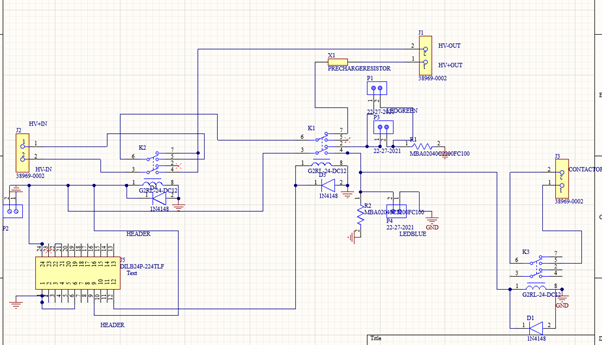 J1
HV-OUT
HV+OUT
38969-0002
X1
PRECHARGERESISTOR
P1
22-27-2021
LEDGREEN
P3
22-27-2021
R1
MBA02040C2008FC100
J2
HV+IN
HV-IN
38969-0002
K2
G2RL-24-DC12
1N4148
K1
G2RL-24-DC12
1N4148
J3
CONTACTOR
38969-0002
P2
R2
P4
22-27-2021
LEDBLUE
GND
HEADER
DILB24P-224TLF
Text
HEADER
K3
G2RL-24-DC12
GND
D1
1N4148
Title